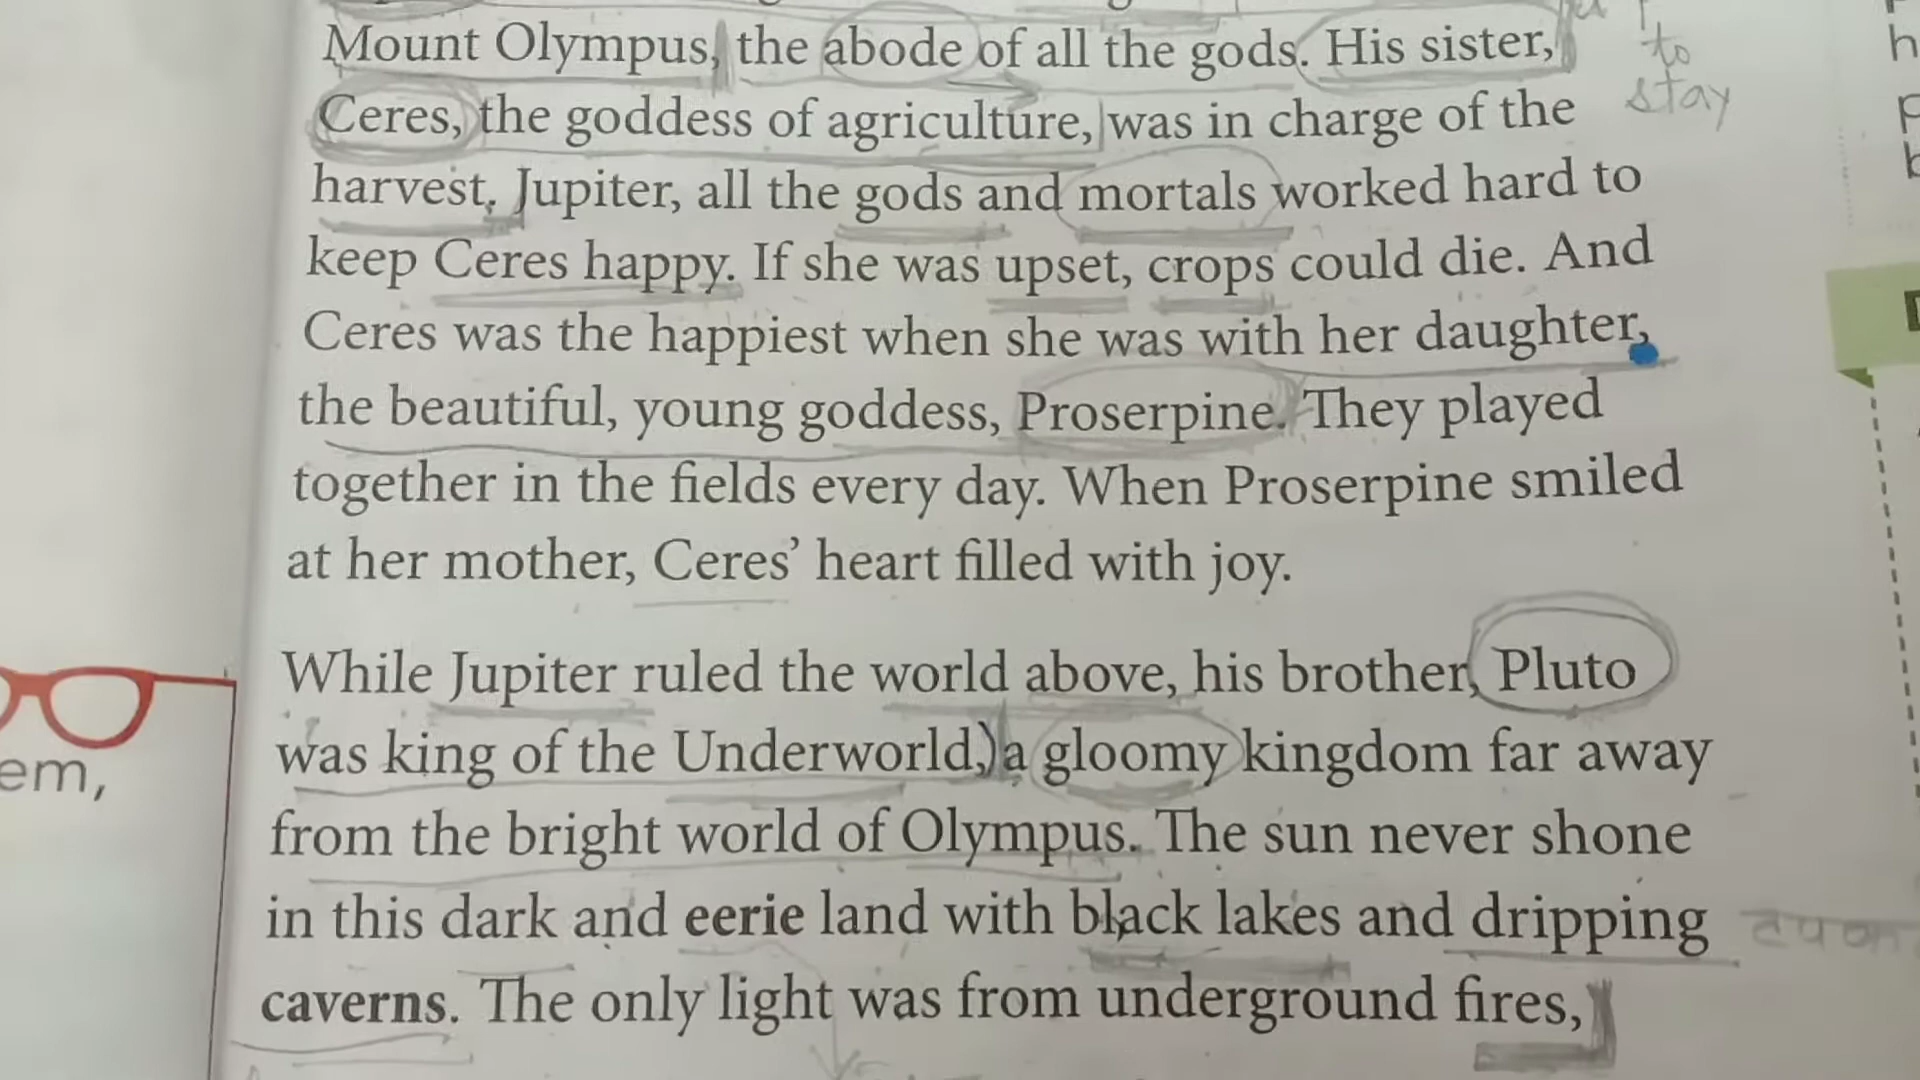 Mount Olympus, the abode of all the gods. His sister,
to
stay
Ceres, the goddess of agriculture, was in charge of the
harvest. Jupiter, all the gods and mortals worked hard to
keep Ceres happy. If she was upset, crops could die. And
Ceres was the happiest when she was with her daughter,
the beautiful, young goddess, Proserpine. They played
together in the fields every day. When Proserpine smiled
at her mother, Ceres’ heart filled with joy.
While Jupiter ruled the world above, his brother, Pluto
was king of the Underworld, a gloomy kingdom far away
em,
from the bright world of Olympus. The sun never shone
in this dark and eerie land with black lakes and dripping
caverns. The only light was from underground fires,